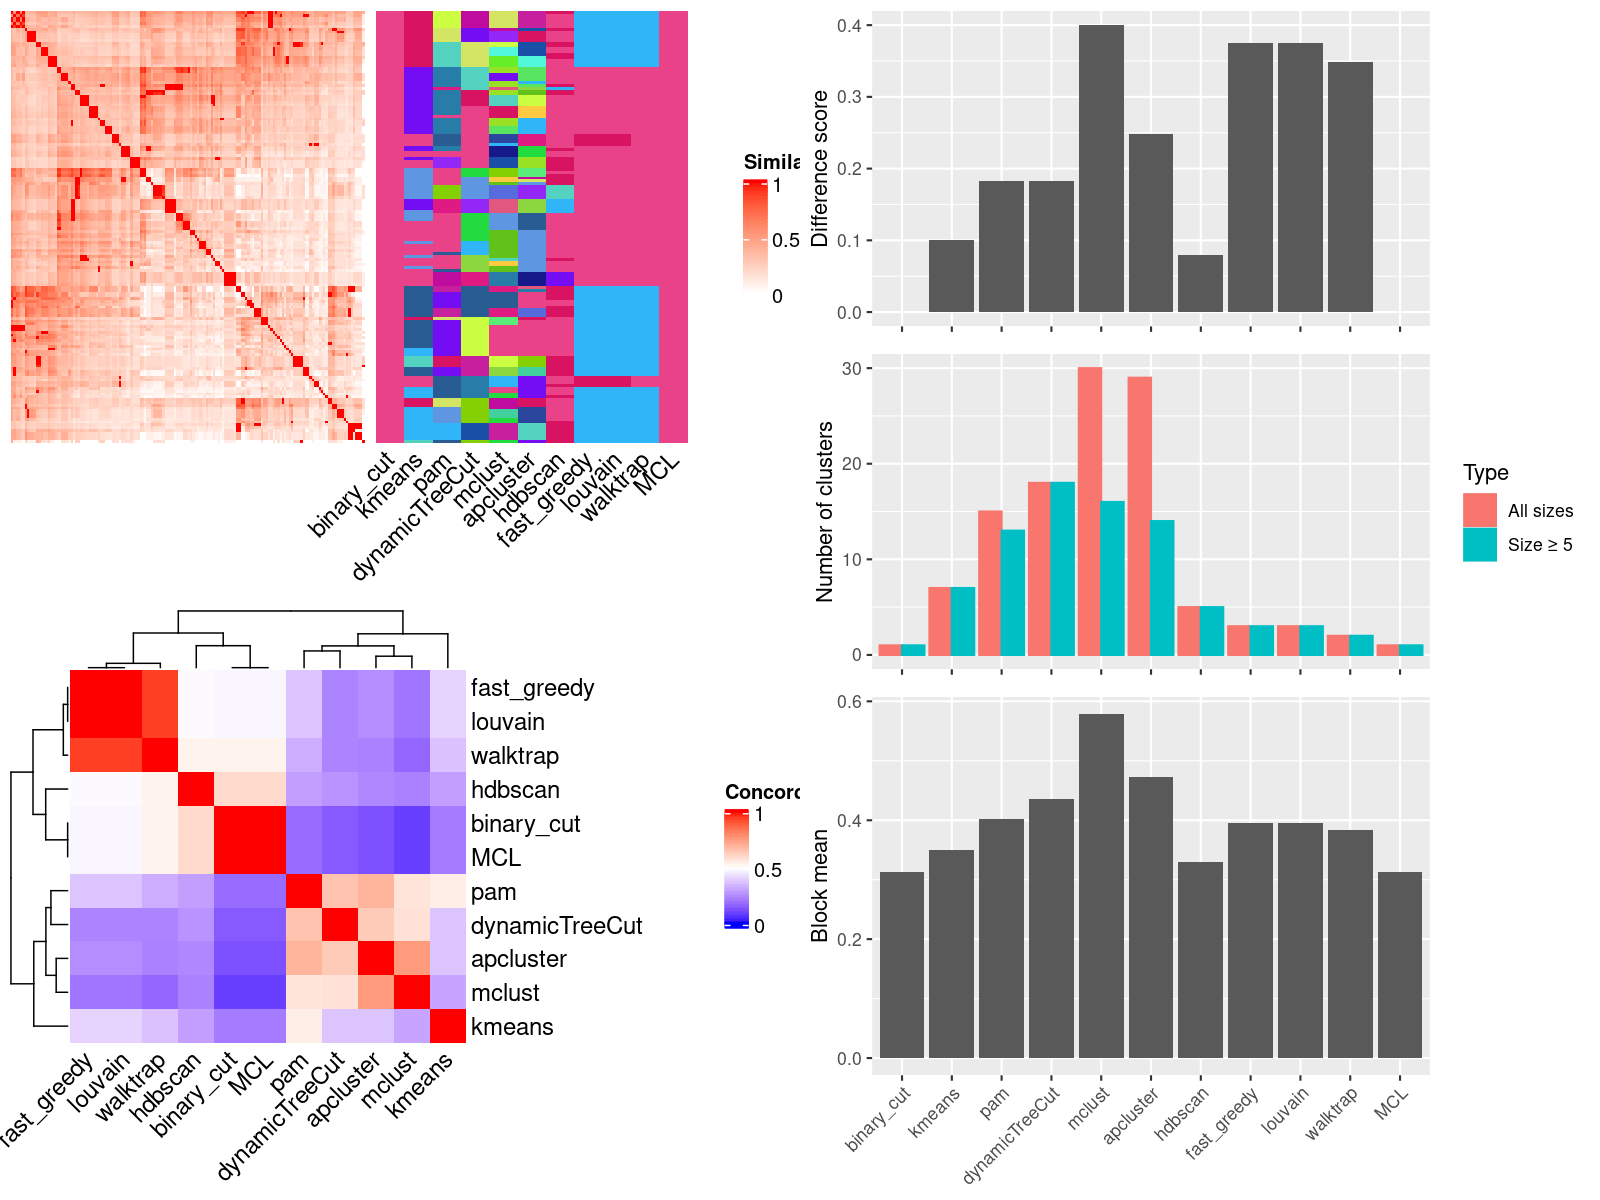 Simila
1
0.5
0
binary_cut
kmeans
pam
dynamicTreeCut
mclust
apcluster
hdbscan
fast_greedy
louvain
walktrap
MCL
fast_greedy
louvain
walktrap
hdbscan
binary_cut
MCL
pam
dynamicTreeCut
apcluster
mclust
kmeans
fast_greedy
louvain
walktrap
hdbscan
binary_cut
MCL
pam
dynamicTreeCut
apcluster
mclust
kmeans
Concord
1
0.5
0
Difference score
0.4
0.3
0.2
0.1
0.0
Number of clusters
30
20
10
0
Type
All sizes
Size ≥ 5
Block mean
0.6
0.4
0.2
0.0
binary_cut
kmeans
pam
dynamicTreeCut
mclust
apcluster
hdbscan
fast_greedy
louvain
walktrap
MCL